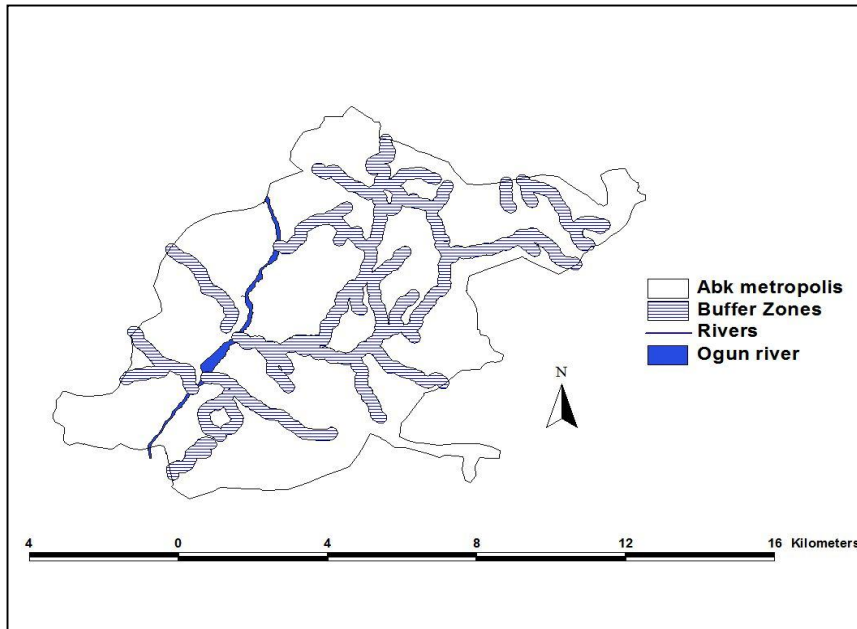 Abk metropolis
Buffer Zones
Rivers
Ogun river
N
4 0 4 8 12 16 Kilometers